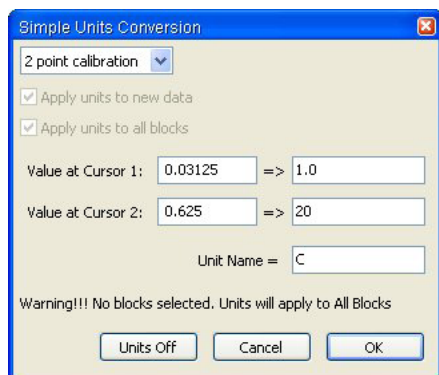 Simple Units Conversion
2 point calibration
Apply units to new data
Apply units to all blocks
Value at Cursor 1: 0.03125 => 1.0
Value at Cursor 2: 0.625 => 20
Unit Name = C
Warning!!! No blocks selected. Units will apply to All Blocks
Units Off Cancel OK